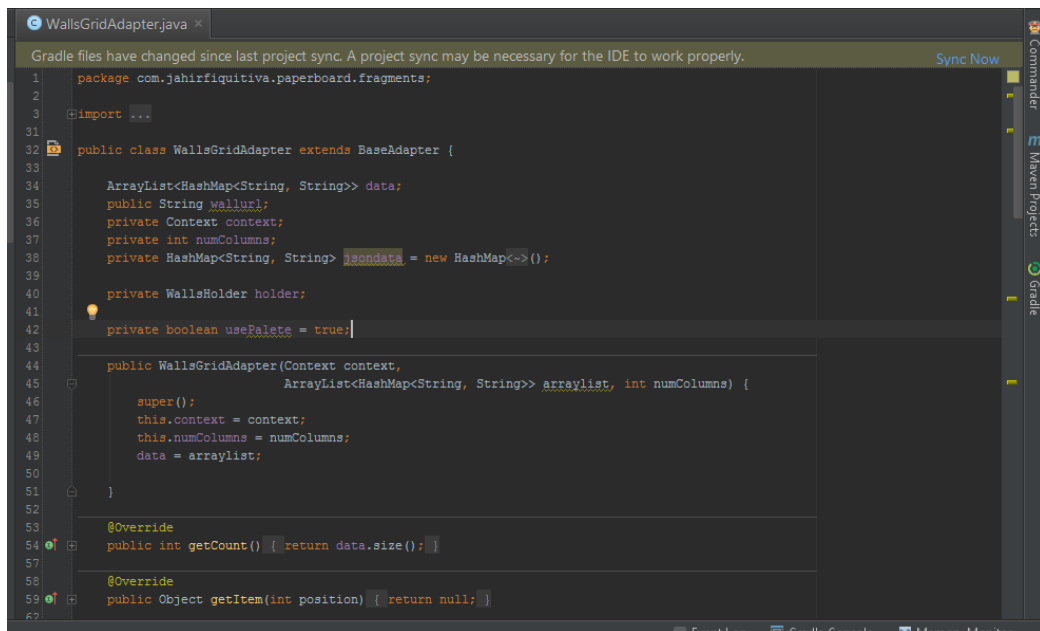 WallsGridAdapter.java ×
Gradle files have changed since last project sync. A project sync may be necessary for the IDE to work properly. Sync Now
1 package com.jahirfiquitiva.paperboard.fragments;
2
3 import ...
31
32 public class WallsGridAdapter extends BaseAdapter {
33
34 ArrayList<HashMap<String, String>> data;
35 public String wallurl;
36 private Context context;
37 private int numColumns;
38 private HashMap<String, String> jsondata = new HashMap<~>();
39
40 private WallsHolder holder;
41
42 private boolean usePalete = true;
43
44 public WallsGridAdapter(Context context,
45 ArrayList<HashMap<String, String>> arraylist, int numColumns) {
46 super();
47 this.context = context;
48 this.numColumns = numColumns;
49 data = arraylist;
50
51 }
52
53 @Override
54 public int getCount() { return data.size(); }
57
58 @Override
59 public Object getItem(int position) { return null; }
62
Commander
Maven Projects
Gradle